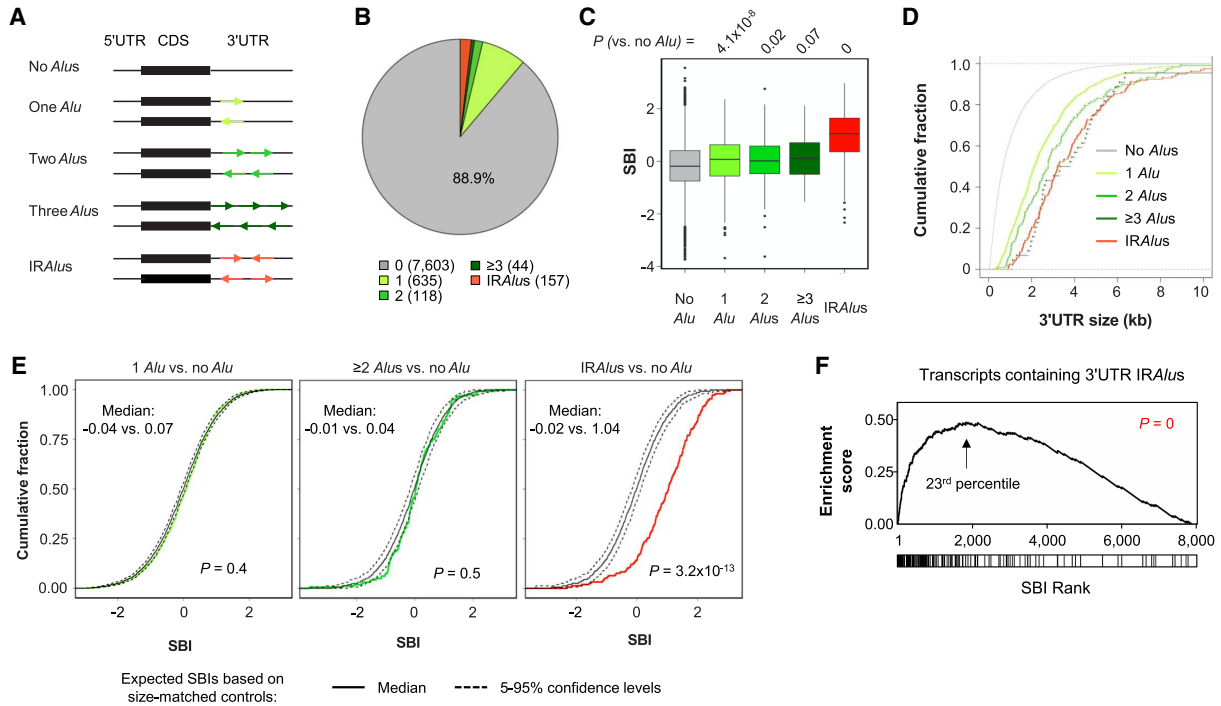 A
5'UTR CDS 3'UTR
No Alus
One Alu
Two Alus
Three Alus
IRAlus
B
88.9%
0 (7,603)
1 (635)
2 (118)
≥3 (44)
IRAlus (157)
C
P (vs. no Alu) =
4.1x10⁻⁸
0.02
0.07
0
SBI
2
0
-2
-4
No Alu
1 Alu
2 Alus
≥3 Alus
IRAlus
D
Cumulative fraction
1.0
0.8
0.6
0.4
0.2
0
0 2 4 6 8 10
3'UTR size (kb)
No Alus
1 Alu
2 Alus
≥3 Alus
IRAlus
E
Cumulative fraction
1.00
0.75
0.50
0.25
0.00
1 Alu vs. no Alu
Median:
-0.04 vs. 0.07
P = 0.4
-2 0 2
SBI
≥2 Alus vs. no Alu
Median:
-0.01 vs. 0.04
P = 0.5
-2 0 2
SBI
IRAlus vs. no Alu
Median:
-0.02 vs. 1.04
P = 3.2x10⁻¹³
-2 0 2
SBI
Expected SBIs based on
size-matched controls:
Median
5-95% confidence levels
F
Transcripts containing 3'UTR IRAlus
Enrichment
score
0.50
0.25
0.00
P = 0
23rd percentile
1 2,000 4,000 6,000 8,000
SBI Rank